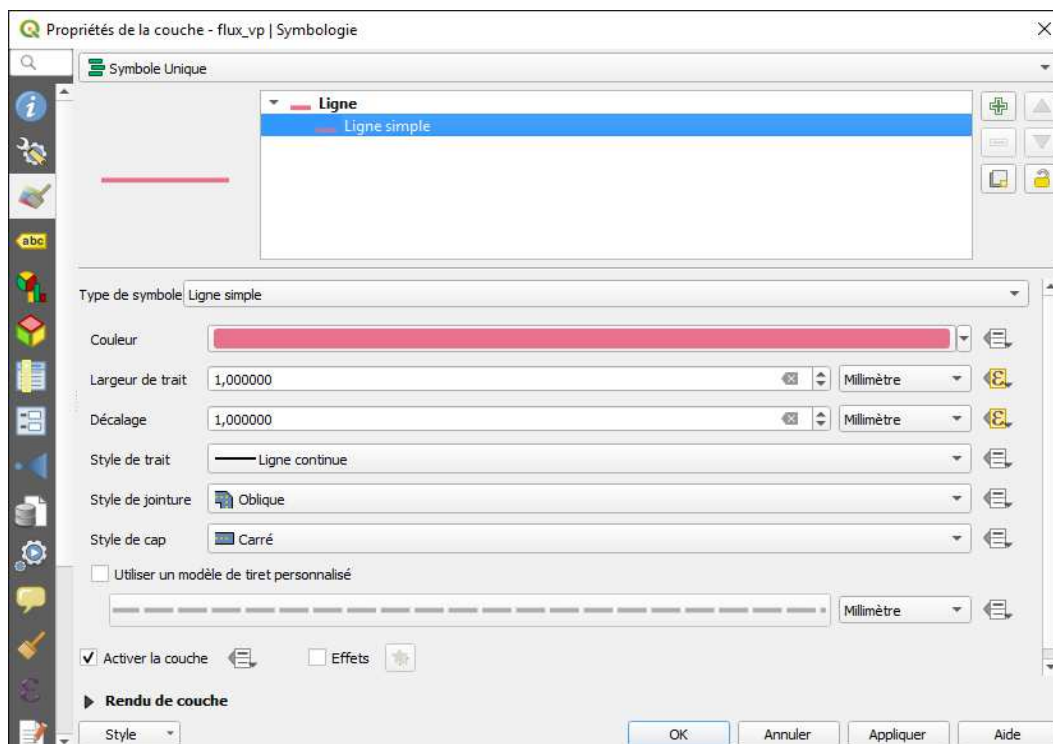 Propriétés de la couche - flux_vp | Symbologie
Symbole Unique
Ligne
Ligne simple
abc
Type de symbole Ligne simple
Couleur
Largeur de trait 1,000000 Millimètre
Décalage 1,000000 Millimètre
Style de trait Ligne continue
Style de jointure Oblique
Style de cap Carré
Utiliser un modèle de tiret personnalisé
Millimètre
Activer la couche Effets
Rendu de couche
Style OK Annuler Appliquer Aide